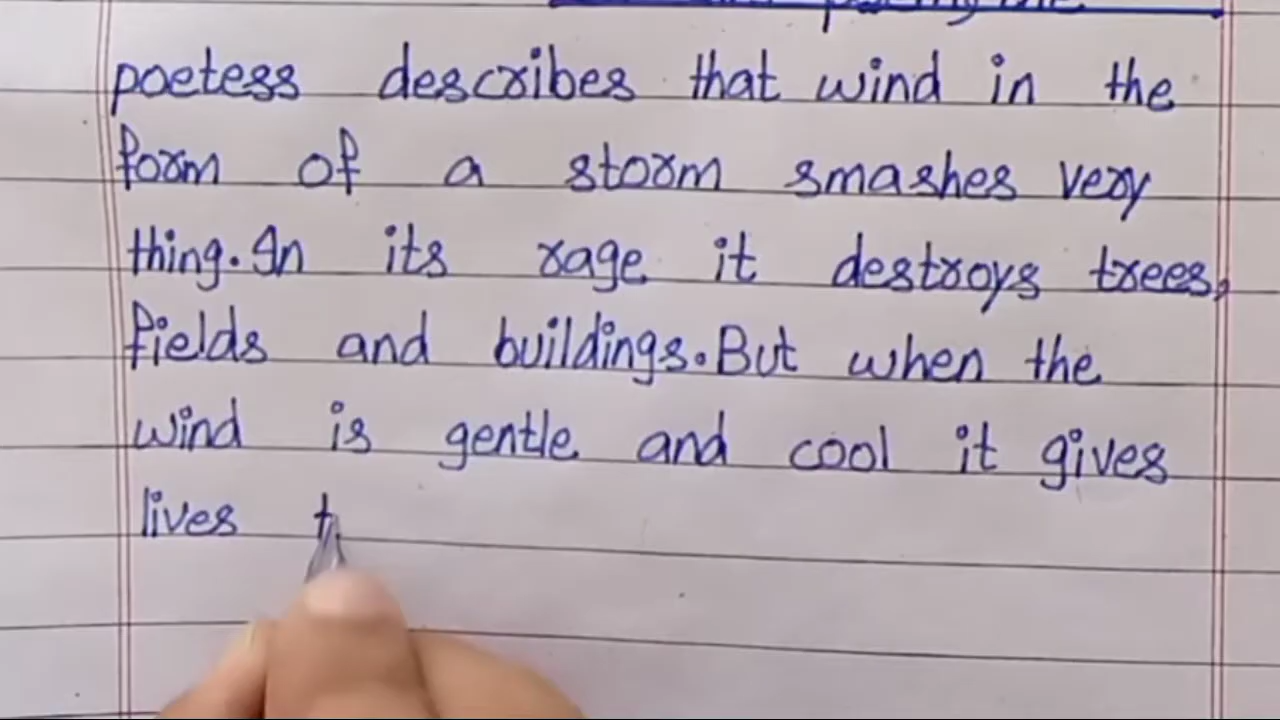 poetess describes that wind in the
form of a storm smashes very
thing. In its rage it destroys trees,
fields and buildings. But when the
wind is gentle and cool it gives
lives t